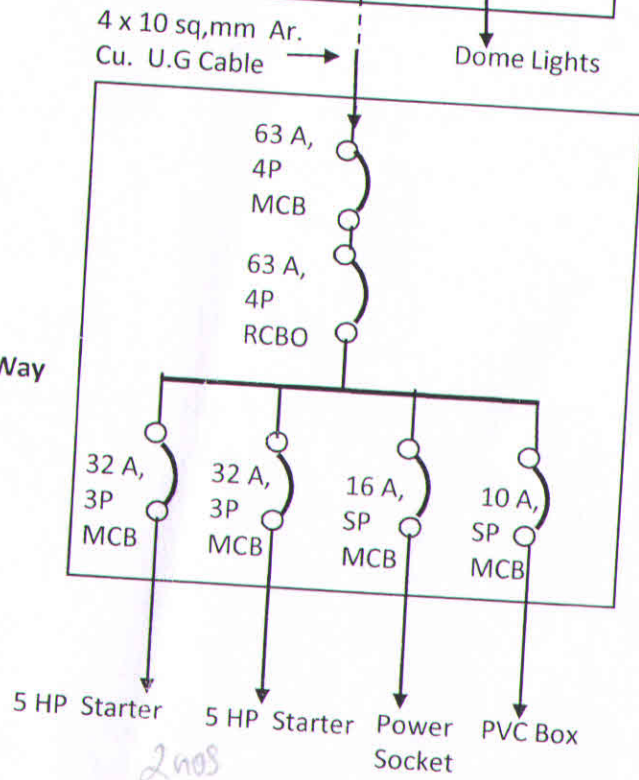 4 x 10 sq,mm Ar.
Cu. U.G Cable
Dome Lights
63 A,
4P
MCB
63 A,
4P
RCBO
Way
32 A,
3P
MCB
32 A,
3P
MCB
16 A,
SP
MCB
10 A,
SP
MCB
5 HP Starter
5 HP Starter
Power
Socket
PVC Box
2 nos